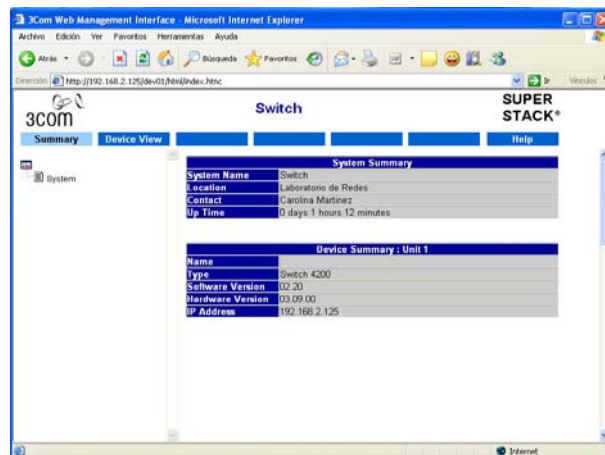 3Com Web Management Interface - Microsoft Internet Explorer
Archivo Edición Ver Favoritos Herramientas Ayuda
Atrás Búsqueda Favoritos
Dirección http://192.168.2.125/dev01/html/index.htnc Ir Vínculos
3COM
Switch
SUPER
STACK®
Summary Device View Help
System
System Summary
System Name Switch
Location Laboratorio de Redes
Contact Carolina Martinez
Up Time 0 days 1 hours 12 minutes
Device Summary : Unit 1
Name
Type Switch 4200
Software Version 02.20
Hardware Version 03.09.00
IP Address 192.168.2.125
Internet